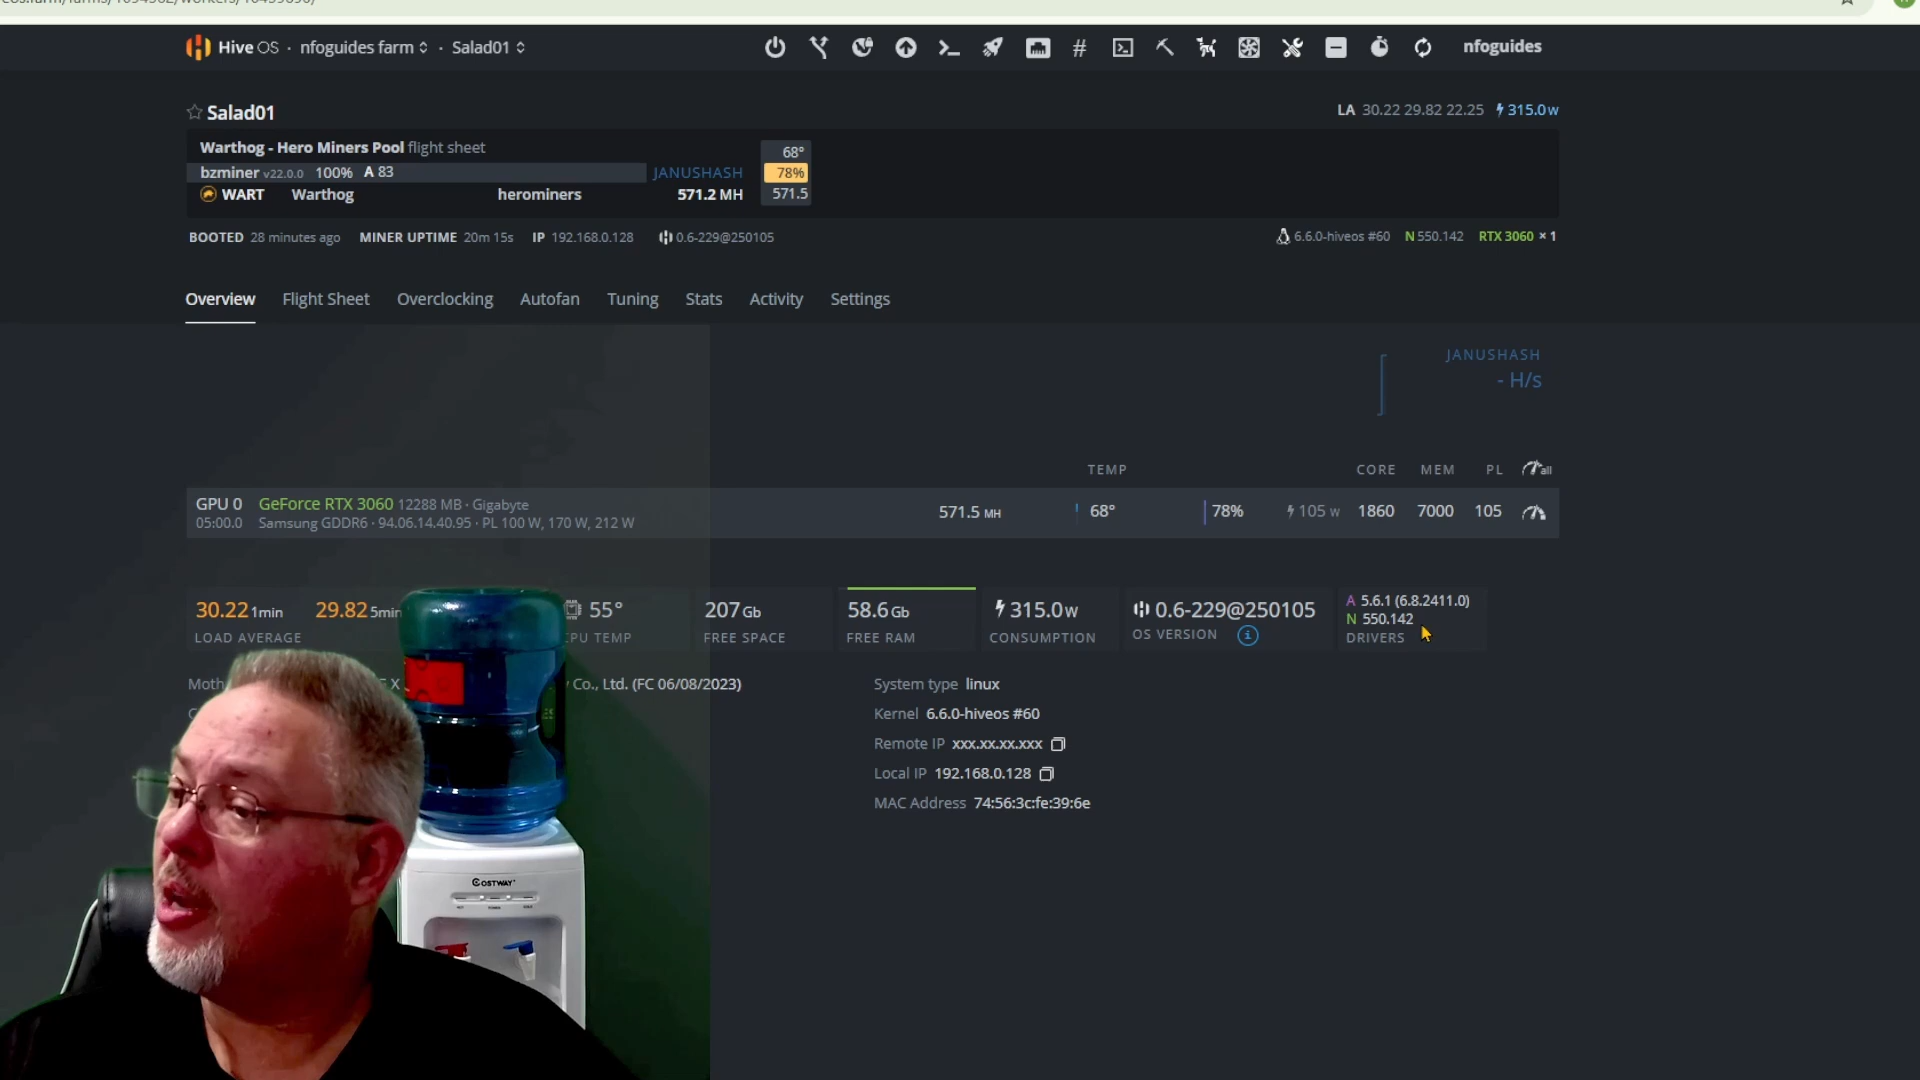 Hive OS · nfoguides farm · Salad01
nfoguides
Salad01
LA 30.22 29.82 22.25 315.0 W
Warthog - Hero Miners Pool flight sheet
bzminer v22.0.0 100% A 83 JANUSHASH
WART Warthog herominers 571.2 MH
68°
78%
571.5
BOOTED 28 minutes ago MINER UPTIME 20m 15s IP 192.168.0.128 0.6-229@250105
6.6.0-hiveos #60 N 550.142 RTX 3060 × 1
Overview Flight Sheet Overclocking Autofan Tuning Stats Activity Settings
JANUSHASH
- H/s
TEMP CORE MEM PL all
GPU 0 GeForce RTX 3060 12288 MB · Gigabyte
05:00.0 Samsung GDDR6 · 94.06.14.40.95 · PL 100 W, 170 W, 212 W
571.5 MH 68° 78% 105 W 1860 7000 105
30.22 1min 29.82 5min
LOAD AVERAGE
55°
CPU TEMP
207 Gb
FREE SPACE
58.6 Gb
FREE RAM
315.0 W
CONSUMPTION
0.6-229@250105
OS VERSION
A 5.6.1 (6.8.2411.0)
N 550.142
DRIVERS
Co., Ltd. (FC 06/08/2023)
System type linux
Kernel 6.6.0-hiveos #60
Remote IP xxx.xx.xx.xxx
Local IP 192.168.0.128
MAC Address 74:56:3c:fe:39:6e
COSTWAY